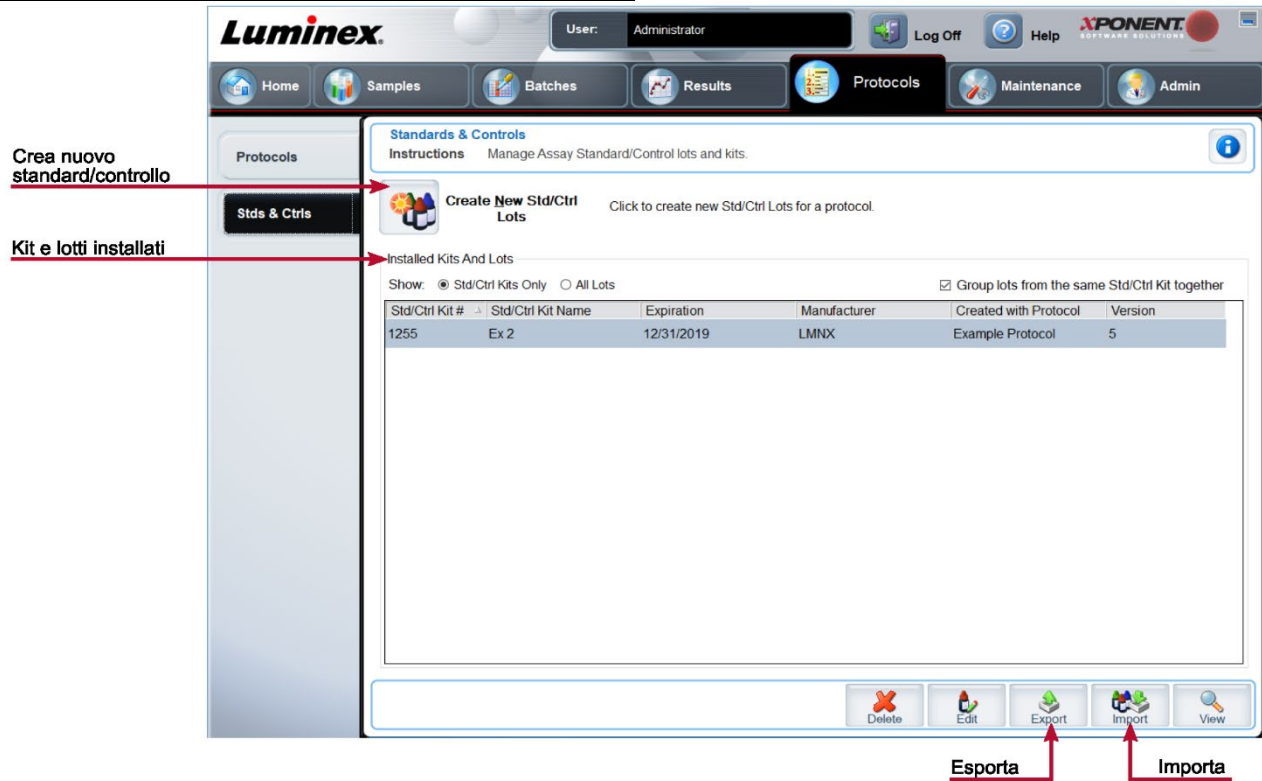 Luminex.
User: Administrator
Log Off
Help
XPONENT.
SOFTWARE SOLUTIONS
Home
Samples
Batches
Results
Protocols
Maintenance
Admin
Crea nuovo
standard/controllo
Kit e lotti installati
Protocols
Stds & Ctrls
Standards & Controls
Instructions Manage Assay Standard/Control lots and kits.
Create New Std/Ctrl
Lots
Click to create new Std/Ctrl Lots for a protocol.
Installed Kits And Lots
Show: Std/Ctrl Kits Only All Lots
Group lots from the same Std/Ctrl Kit together
Std/Ctrl Kit # Std/Ctrl Kit Name Expiration Manufacturer Created with Protocol Version
1255 Ex 2 12/31/2019 LMNX Example Protocol 5
Delete
Edit
Export
Import
View
Esporta
Importa